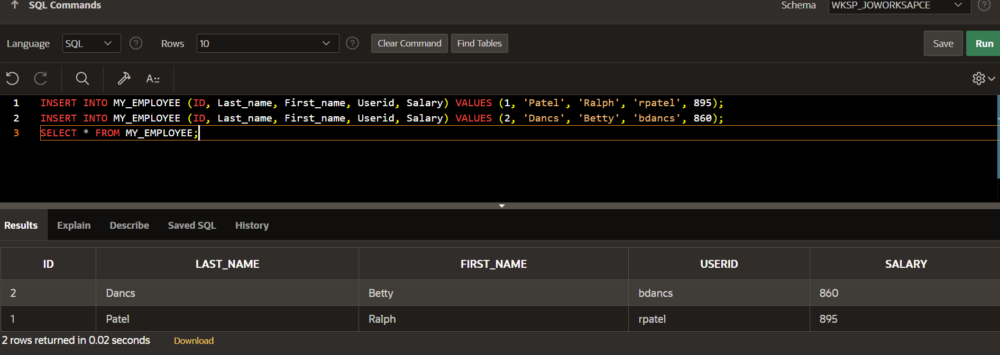 SQL Commands Schema WKSP_JOWORKSAPCE ?
Language SQL ? Rows 10 ? Clear Command Find Tables Save Run
A::
1 INSERT INTO MY_EMPLOYEE (ID, Last_name, First_name, Userid, Salary) VALUES (1, 'Patel', 'Ralph', 'rpatel', 895);
2 INSERT INTO MY_EMPLOYEE (ID, Last_name, First_name, Userid, Salary) VALUES (2, 'Dancs', 'Betty', 'bdancs', 860);
3 SELECT * FROM MY_EMPLOYEE;
Results Explain Describe Saved SQL History
ID LAST_NAME FIRST_NAME USERID SALARY
2 Dancs Betty bdancs 860
1 Patel Ralph rpatel 895
2 rows returned in 0.02 seconds Download